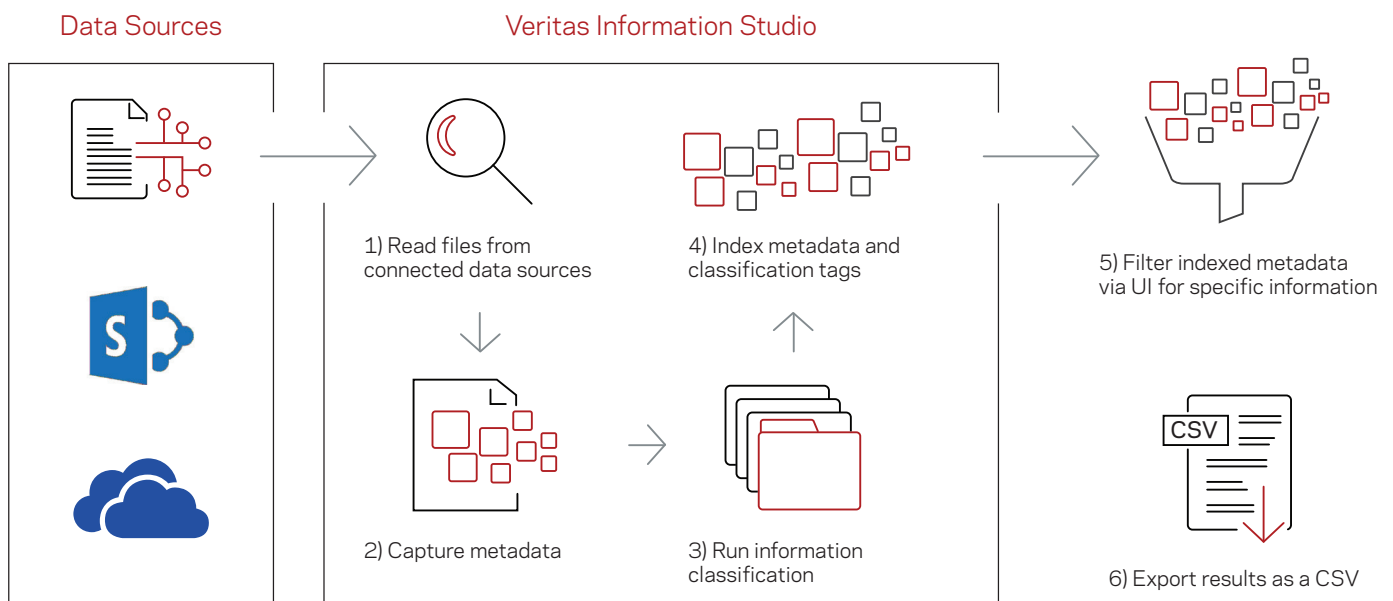 Data Sources
Veritas Information Studio
S
1) Read files from
connected data sources
2) Capture metadata
3) Run information
classification
4) Index metadata and
classification tags
5) Filter indexed metadata
via UI for specific information
CSV
6) Export results as a CSV